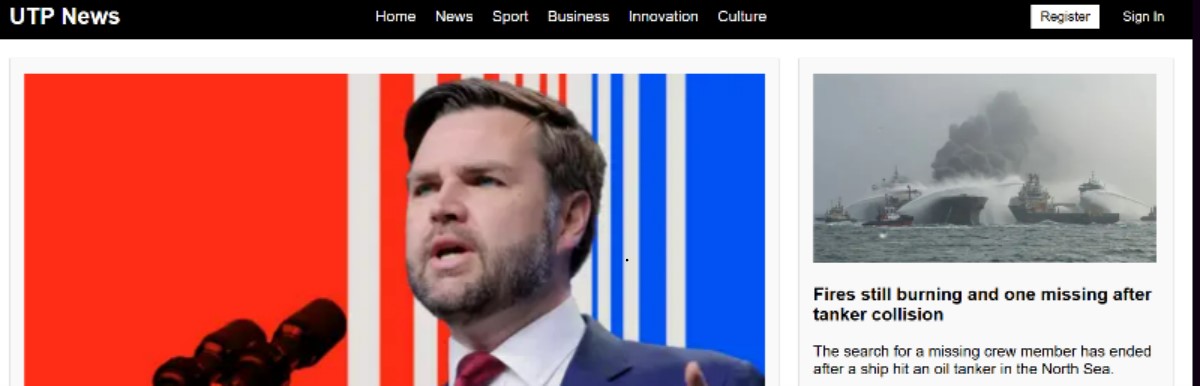 UTP News
Home News Sport Business Innovation Culture
Register Sign In
Fires still burning and one missing after
tanker collision
The search for a missing crew member has ended
after a ship hit an oil tanker in the North Sea.